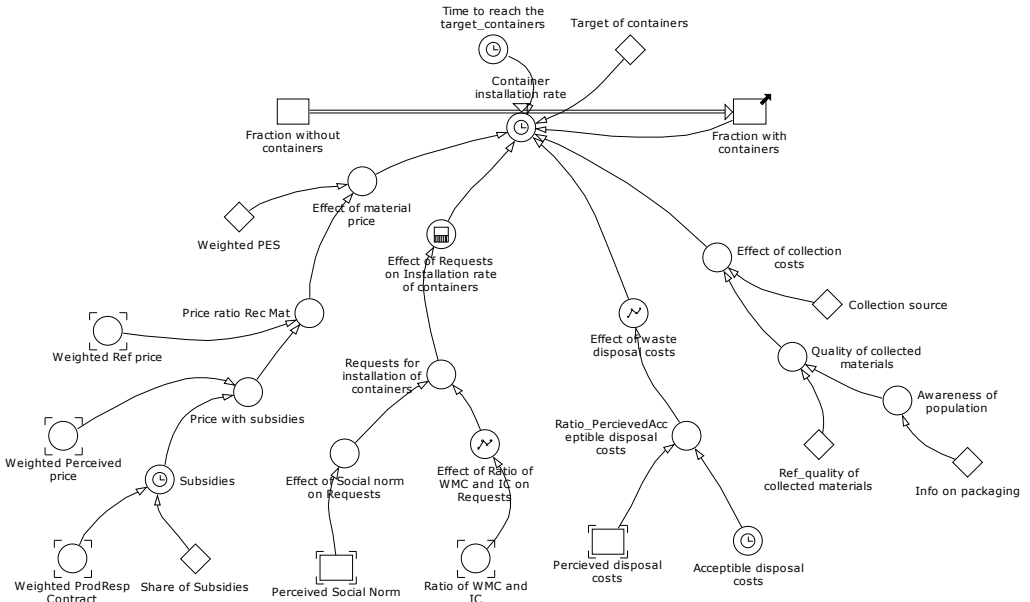 Time to reach the
target_containers
Target of containers
Container
installation rate
Fraction without
containers
Fraction with
containers
Effect of material
price
Weighted PES
Effect of Requests
on Installation rate
of containers
Effect of collection
costs
Collection source
Price ratio Rec Mat
Weighted Ref price
Effect of waste
disposal costs
Quality of collected
materials
Requests for
installation of
containers
Awareness of
population
Price with subsidies
Weighted Perceived
price
Ratio_PercievedAcc
eptible disposal
costs
Subsidies
Effect of Social norm
on Requests
Effect of Ratio of
WMC and IC on
Requests
Ref_quality of
collected materials
Info on packaging
Weighted ProdResp
Contract
Share of Subsidies
Perceived Social Norm
Ratio of WMC and
IC
Percieved disposal
costs
Acceptible disposal
costs